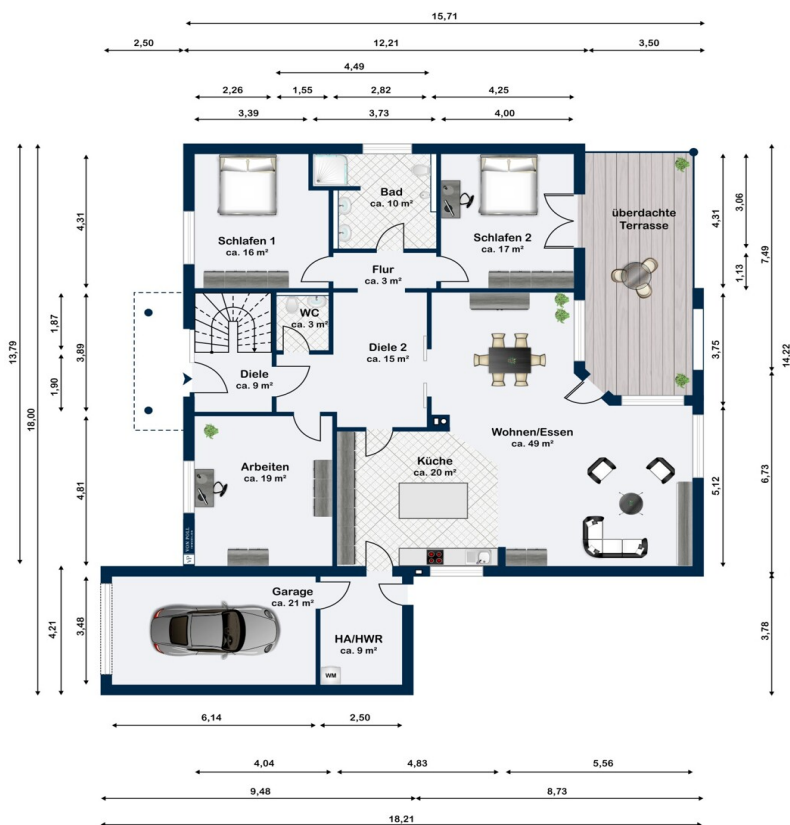 15,71
2,50
12,21
3,50
4,49
2,26
1,55
2,82
4,25
3,39
3,73
4,00
13,79
18,00
4,31
Schlafen 1
ca. 16 m²
Bad
ca. 10 m²
Schlafen 2
ca. 17 m²
überdachte
Terrasse
4,31
3,06
1,13
7,49
14,22
Flur
ca. 3 m²
1,87
3,89
1,90
WC
ca. 3 m²
Diele
ca. 9 m²
Diele 2
ca. 15 m²
3,75
Wohnen/Essen
ca. 49 m²
Küche
ca. 20 m²
Arbeiten
ca. 19 m²
4,81
5,12
6,73
VON POLL
Garage
ca. 21 m²
HA/HWR
ca. 9 m²
WM
4,21
3,48
3,78
6,14
2,50
4,04
4,83
5,56
9,48
8,73
18,21